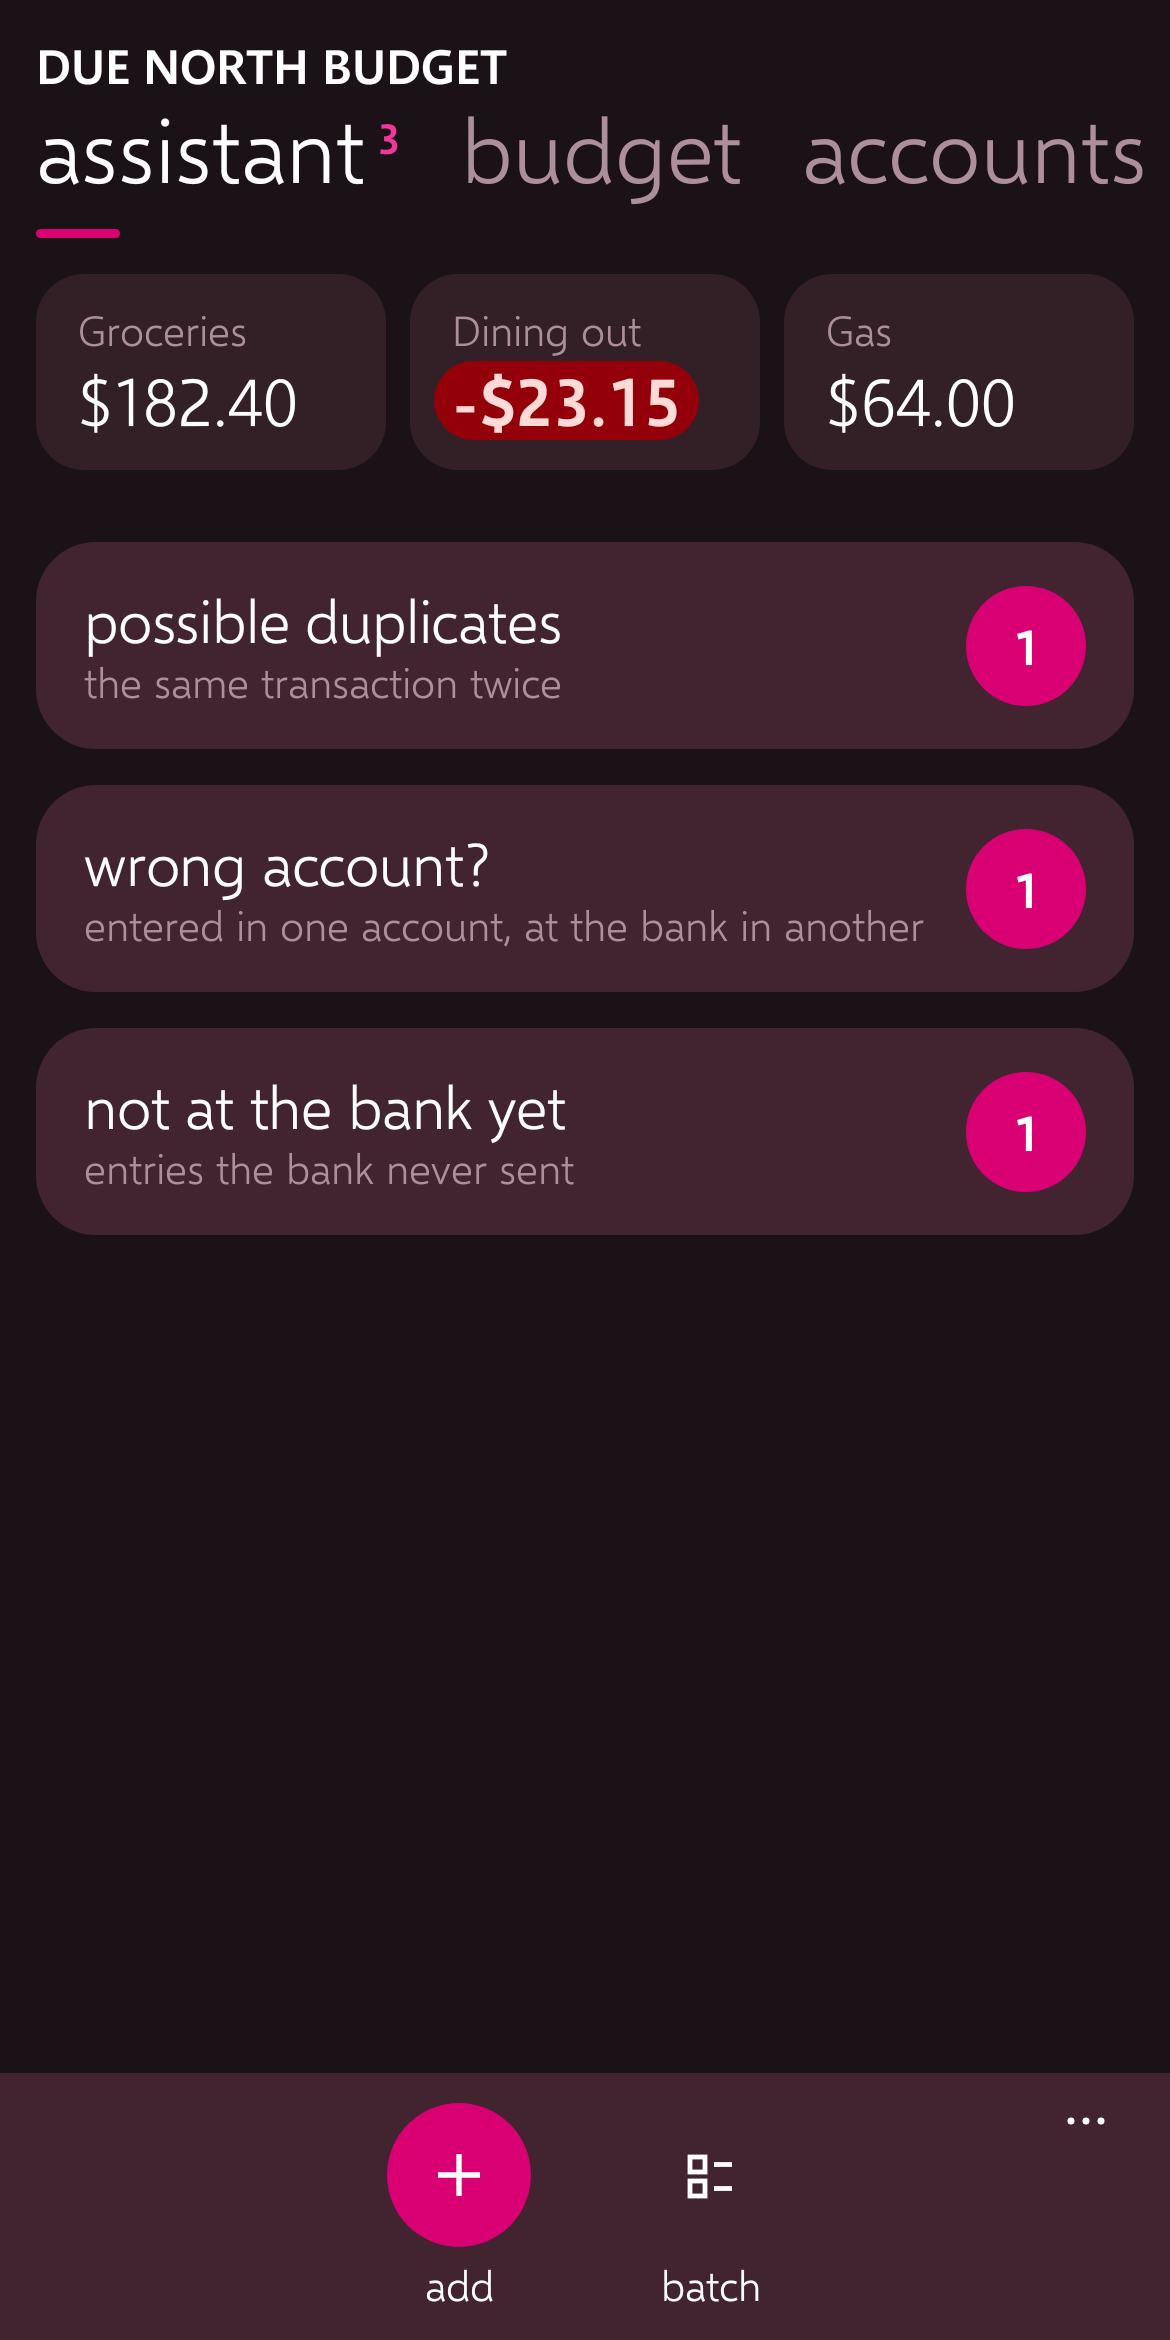 DUE NORTH BUDGET
assistant 3 budget accounts
Groceries Dining out Gas
$182.40 -$23.15 $64.00
possible duplicates
the same transaction twice
1
wrong account?
entered in one account, at the bank in another
1
not at the bank yet
entries the bank never sent
1
add batch